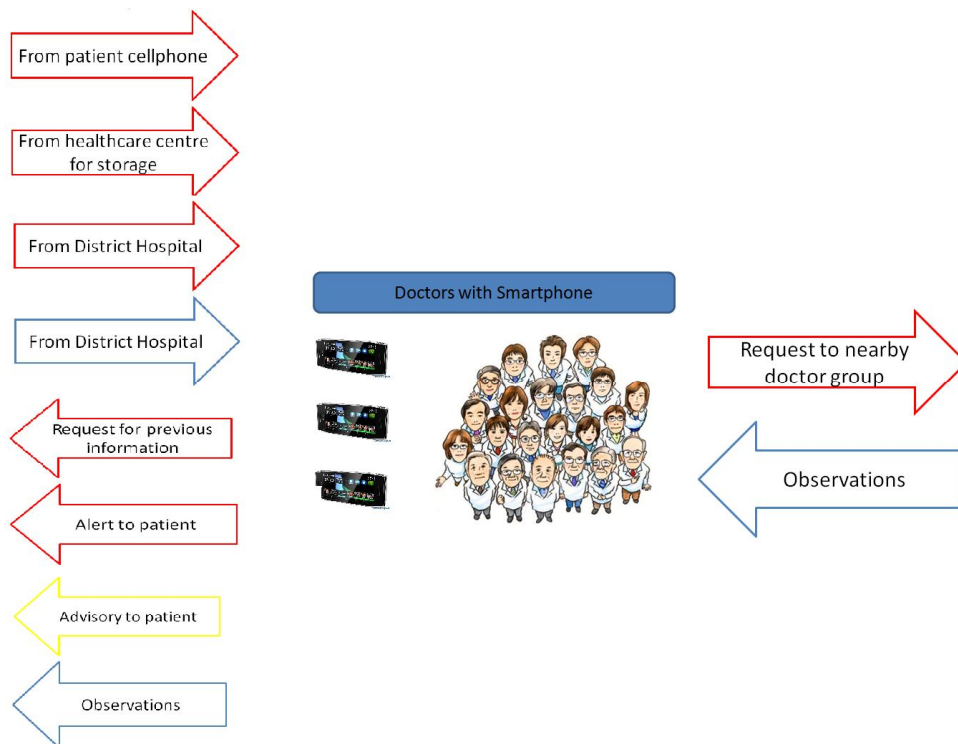 From patient cellphone
From healthcare centre
for storage
From District Hospital
From District Hospital
Request for previous
information
Alert to patient
Advisory to patient
Observations
Doctors with Smartphone
Request to nearby
doctor group
Observations